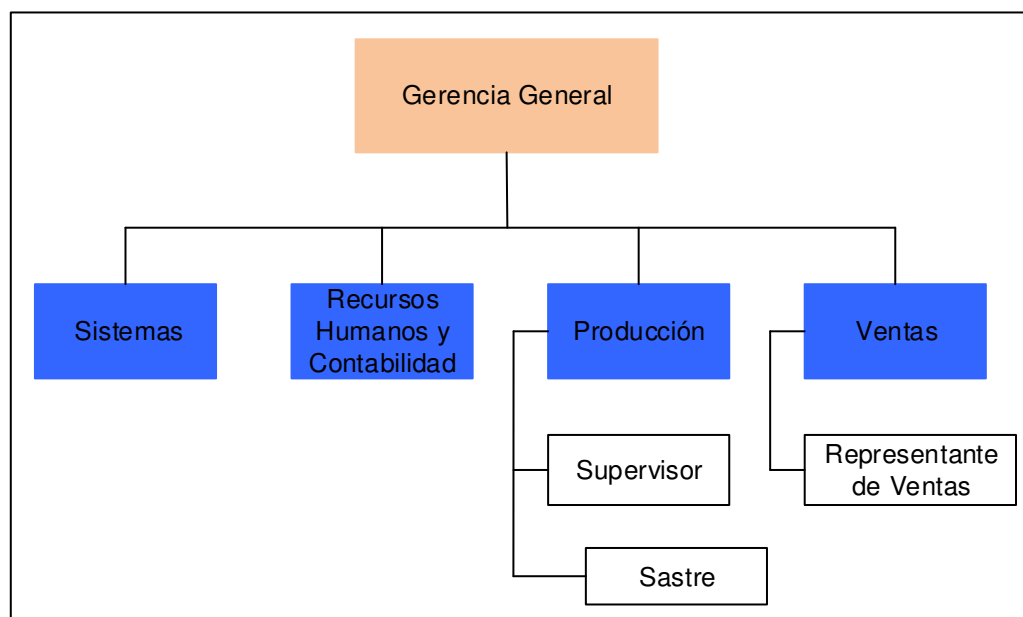 Gerencia General
Sistemas
Recursos
Humanos y
Contabilidad
Producción
Ventas
Supervisor
Representante
de Ventas
Sastre